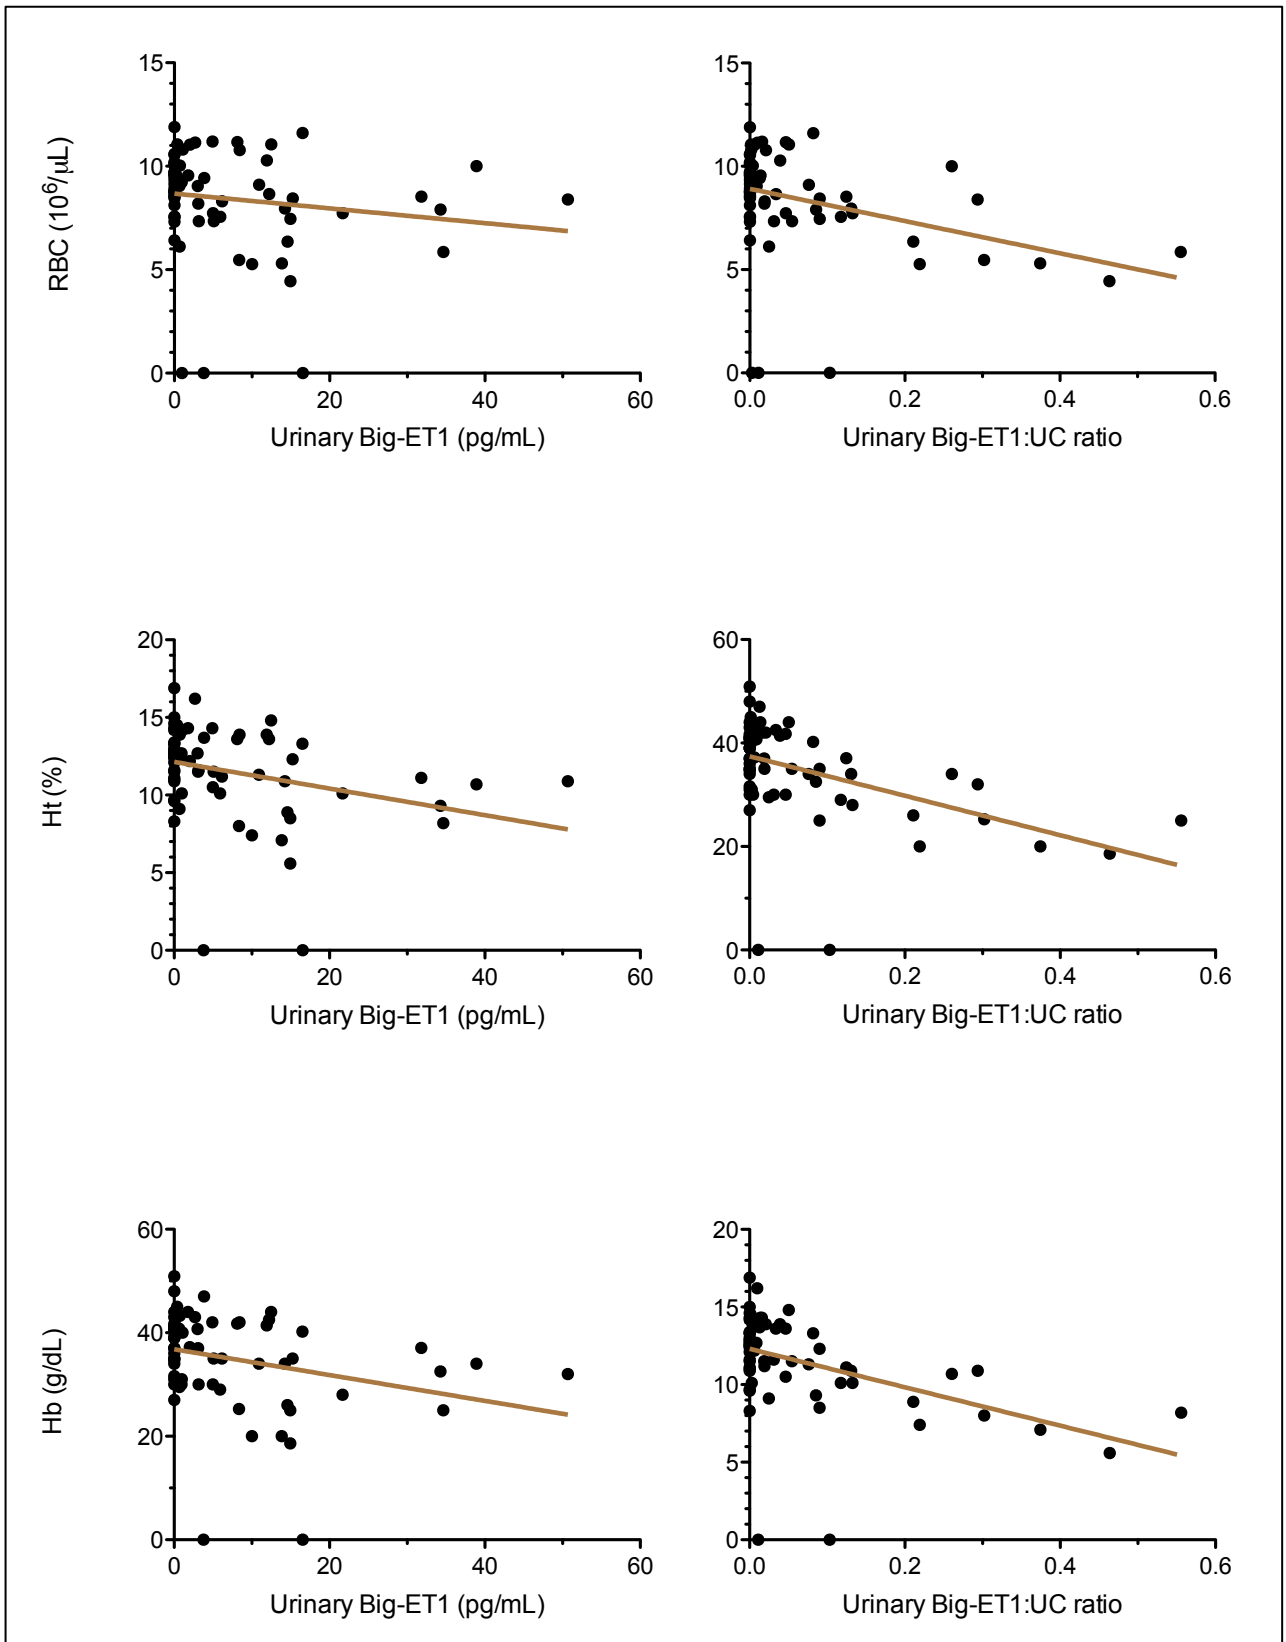 15
10
5
0
RBC (10⁶/µL)
0 20 40 60
Urinary Big-ET1 (pg/mL)
15
10
5
0
0.0 0.2 0.4 0.6
Urinary Big-ET1:UC ratio
20
15
10
5
0
Ht (%)
0 20 40 60
Urinary Big-ET1 (pg/mL)
60
40
20
0
0.0 0.2 0.4 0.6
Urinary Big-ET1:UC ratio
60
40
20
0
Hb (g/dL)
0 20 40 60
Urinary Big-ET1 (pg/mL)
20
15
10
5
0
0.0 0.2 0.4 0.6
Urinary Big-ET1:UC ratio